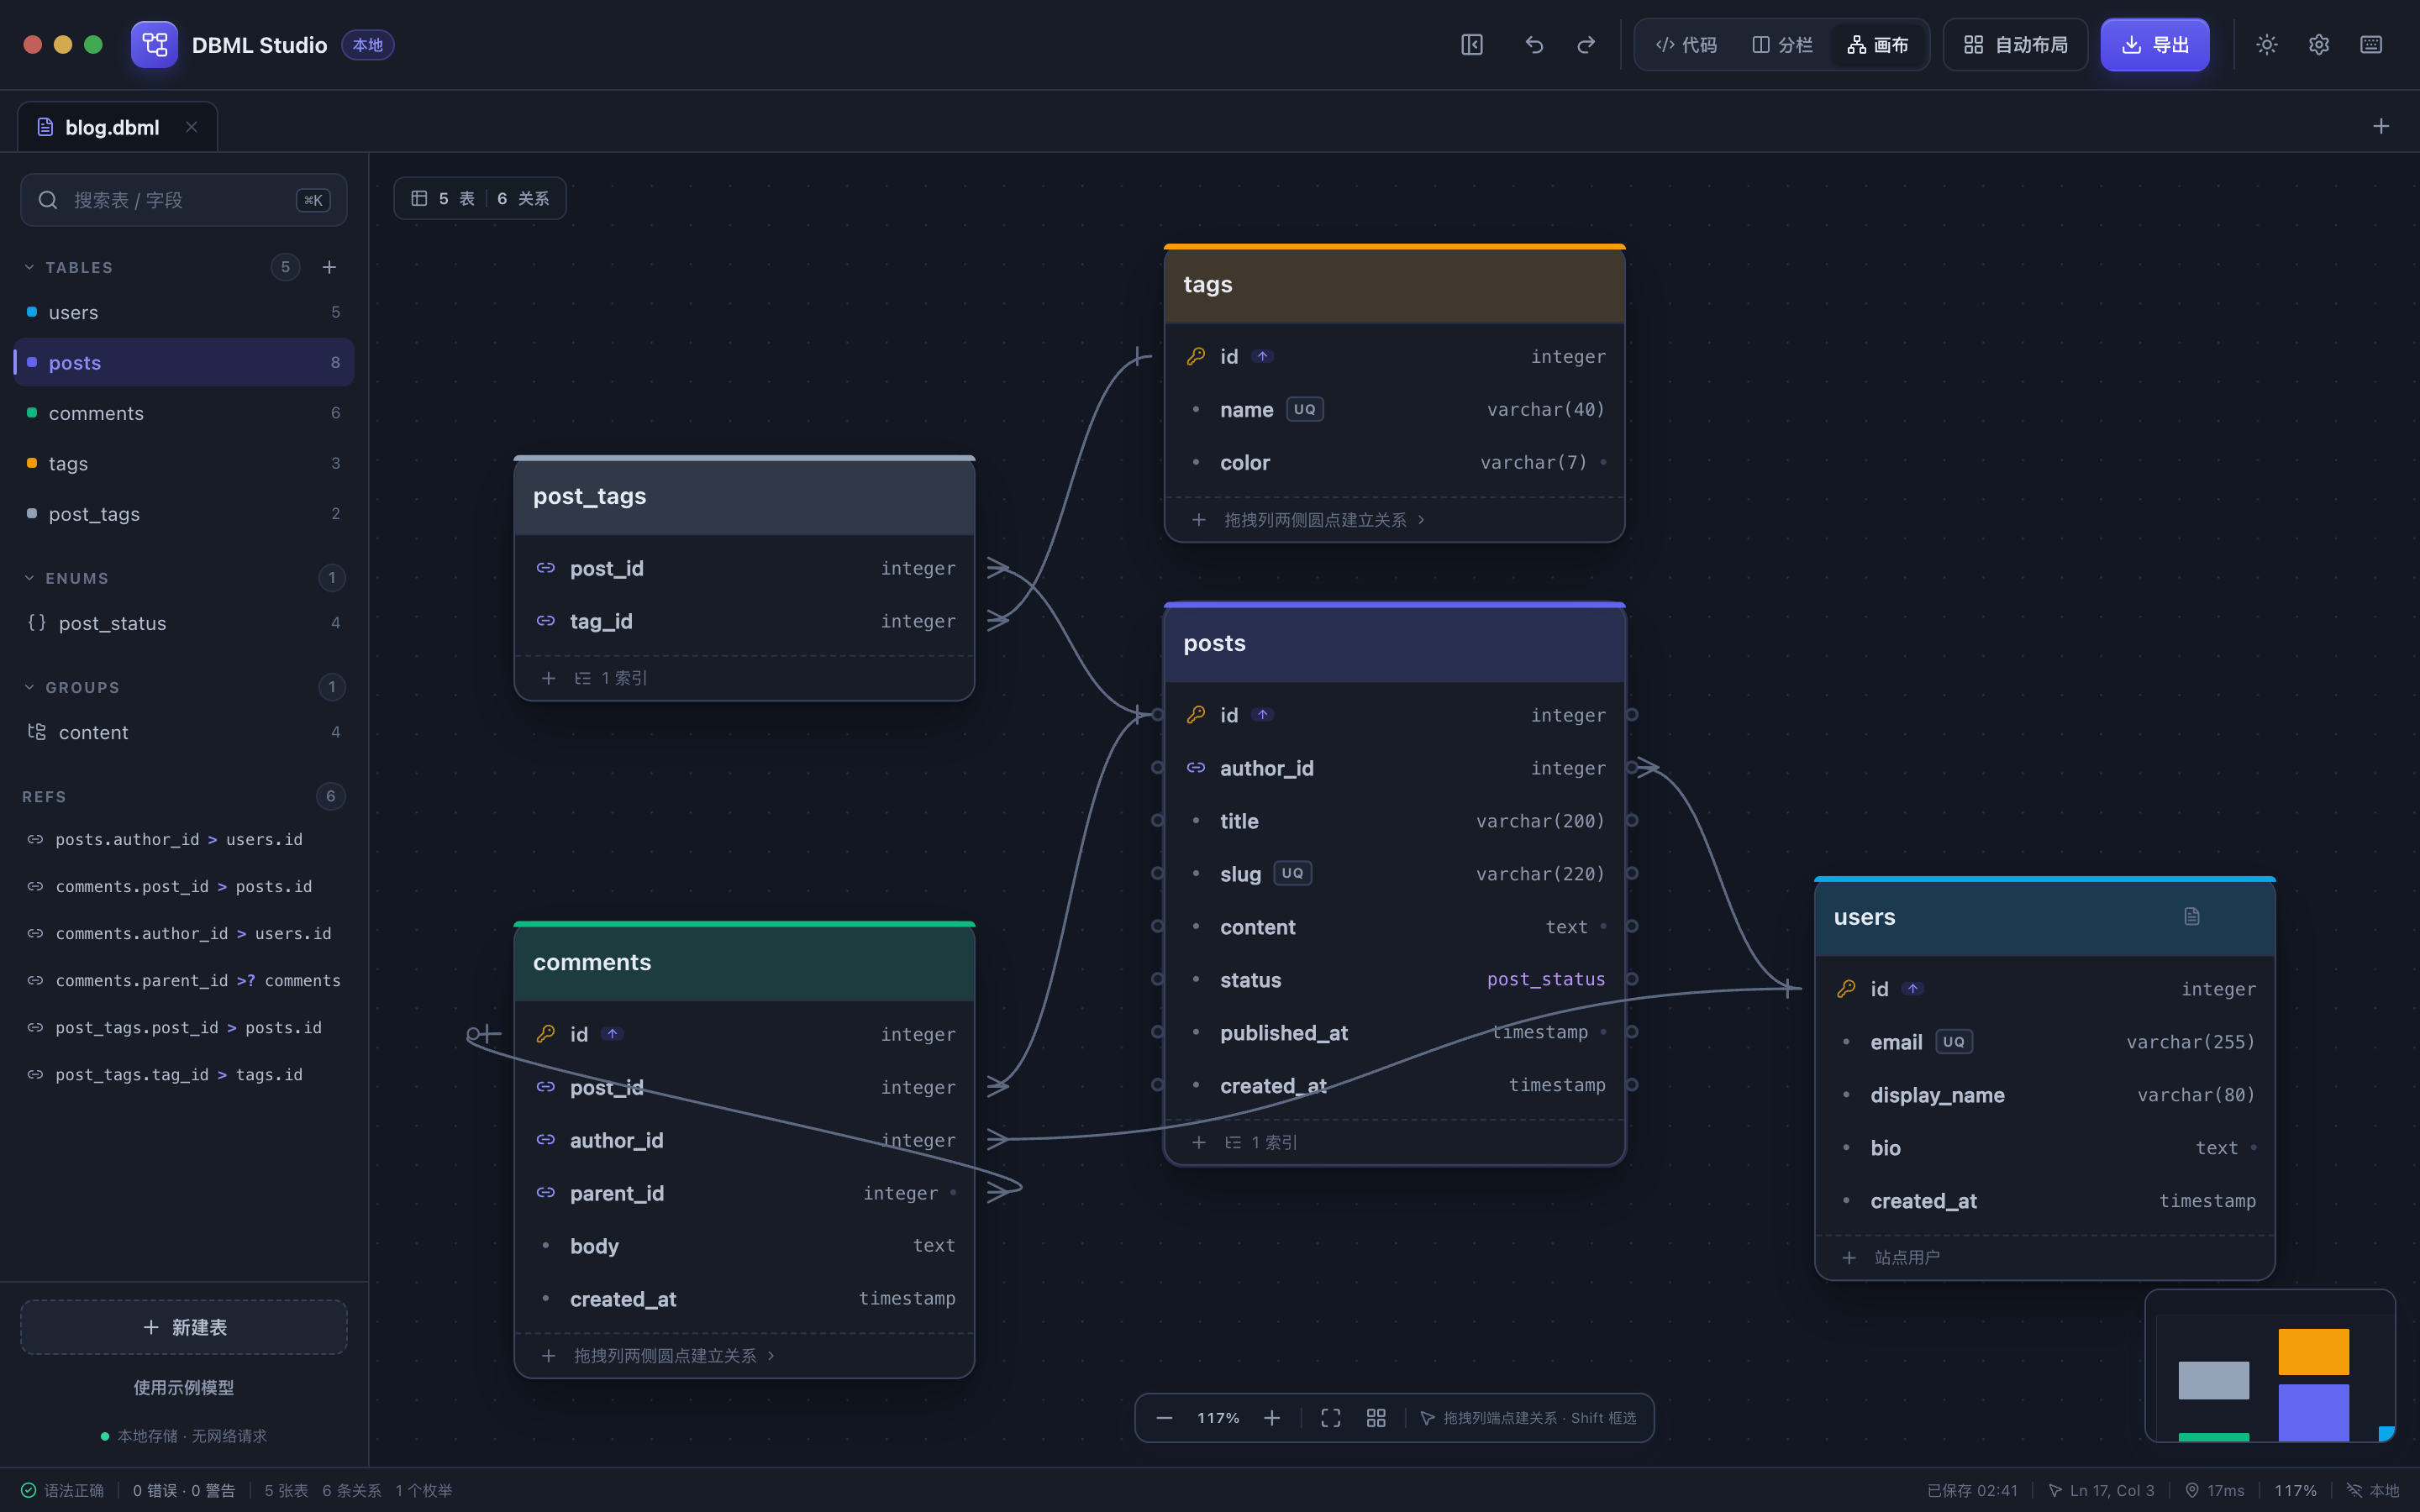 DBML Studio 本地
代码 分栏 画布 自动布局 导出
blog.dbml
搜索表 / 字段 ⌘K
TABLES 5
users 5
posts 8
comments 6
tags 3
post_tags 2
ENUMS 1
post_status 4
GROUPS 1
content 4
REFS 6
posts.author_id > users.id
comments.post_id > posts.id
comments.author_id > users.id
comments.parent_id >? comments
post_tags.post_id > posts.id
post_tags.tag_id > tags.id
新建表
使用示例模型
本地存储 · 无网络请求
5 表 6 关系
tags
id integer
name UQ varchar(40)
color varchar(7)
拖拽列两侧圆点建立关系
post_tags
post_id integer
tag_id integer
1 索引
posts
id integer
author_id integer
title varchar(200)
slug UQ varchar(220)
content text
status post_status
published_at timestamp
created_at timestamp
1 索引
comments
id integer
post_id integer
author_id integer
parent_id integer
body text
created_at timestamp
拖拽列两侧圆点建立关系
users
id integer
email UQ varchar(255)
display_name varchar(80)
bio text
created_at timestamp
站点用户
117% 拖拽列端点建关系 · Shift 框选
语法正确 0 错误 · 0 警告 5 张表 6 条关系 1 个枚举
已保存 02:41 Ln 17, Col 3 17ms 117% 本地